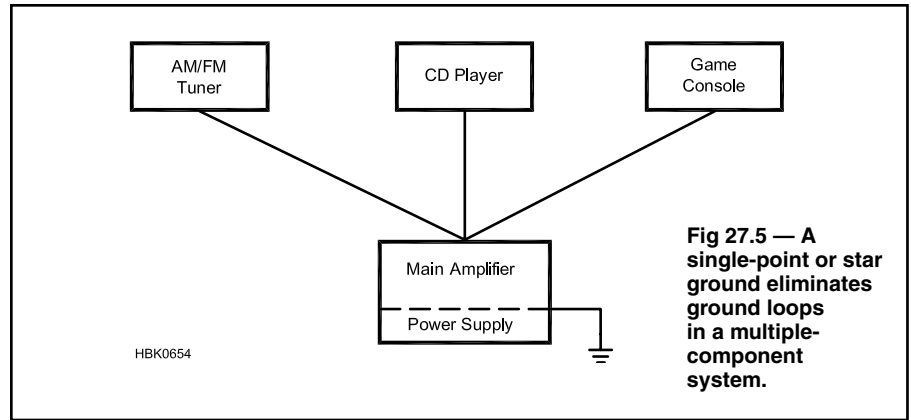 AM/FM
Tuner
CD Player
Game
Console
Main Amplifier
Power Supply
HBK0654
Fig 27.5 — A
single-point or star
ground eliminates
ground loops
in a multiple-
component
system.